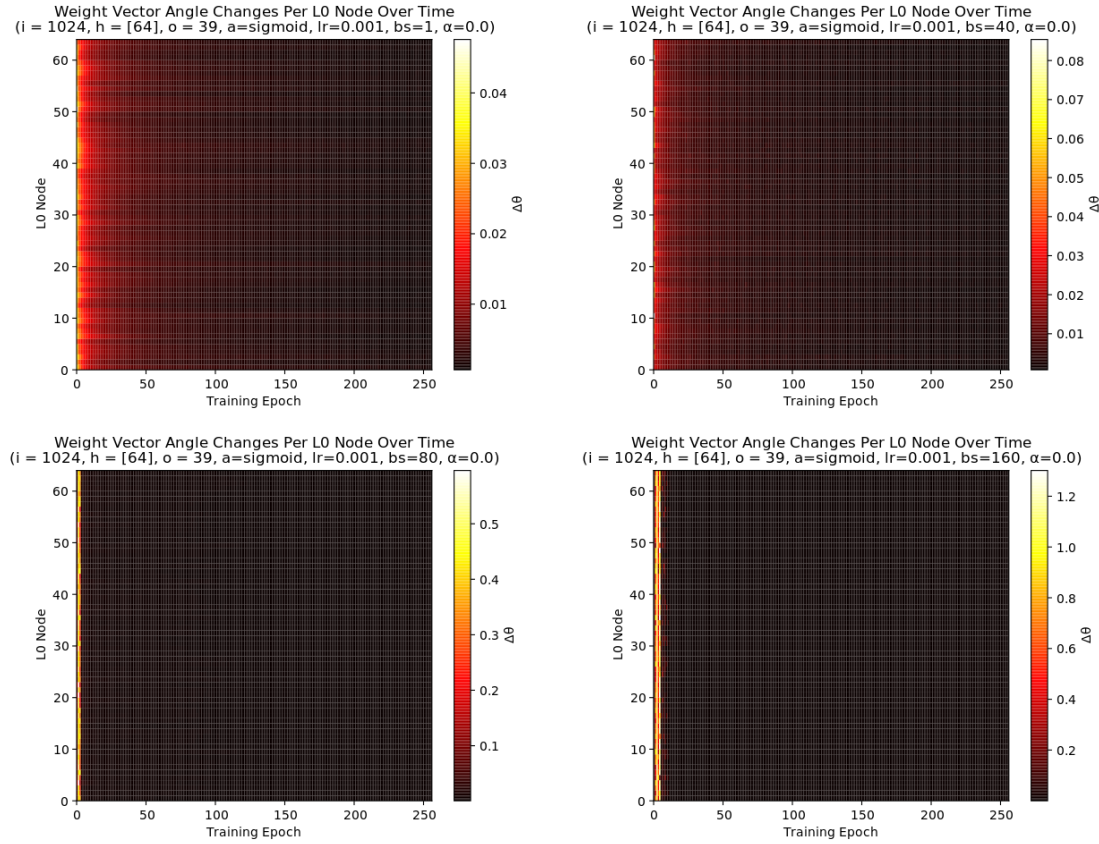 Weight Vector Angle Changes Per L0 Node Over Time
(i = 1024, h = [64], o = 39, a=sigmoid, lr=0.001, bs=1, α=0.0)
60
50
40
30
20
10
0
L0 Node
0 50 100 150 200 250
Training Epoch
0.04
0.03
0.02
0.01
Δθ
Weight Vector Angle Changes Per L0 Node Over Time
(i = 1024, h = [64], o = 39, a=sigmoid, lr=0.001, bs=40, α=0.0)
60
50
40
30
20
10
0
L0 Node
0 50 100 150 200 250
Training Epoch
0.08
0.07
0.06
0.05
0.04
0.03
0.02
0.01
Δθ
Weight Vector Angle Changes Per L0 Node Over Time
(i = 1024, h = [64], o = 39, a=sigmoid, lr=0.001, bs=80, α=0.0)
60
50
40
30
20
10
0
L0 Node
0 50 100 150 200 250
Training Epoch
0.5
0.4
0.3
0.2
0.1
Δθ
Weight Vector Angle Changes Per L0 Node Over Time
(i = 1024, h = [64], o = 39, a=sigmoid, lr=0.001, bs=160, α=0.0)
60
50
40
30
20
10
0
L0 Node
0 50 100 150 200 250
Training Epoch
1.2
1.0
0.8
0.6
0.4
0.2
Δθ